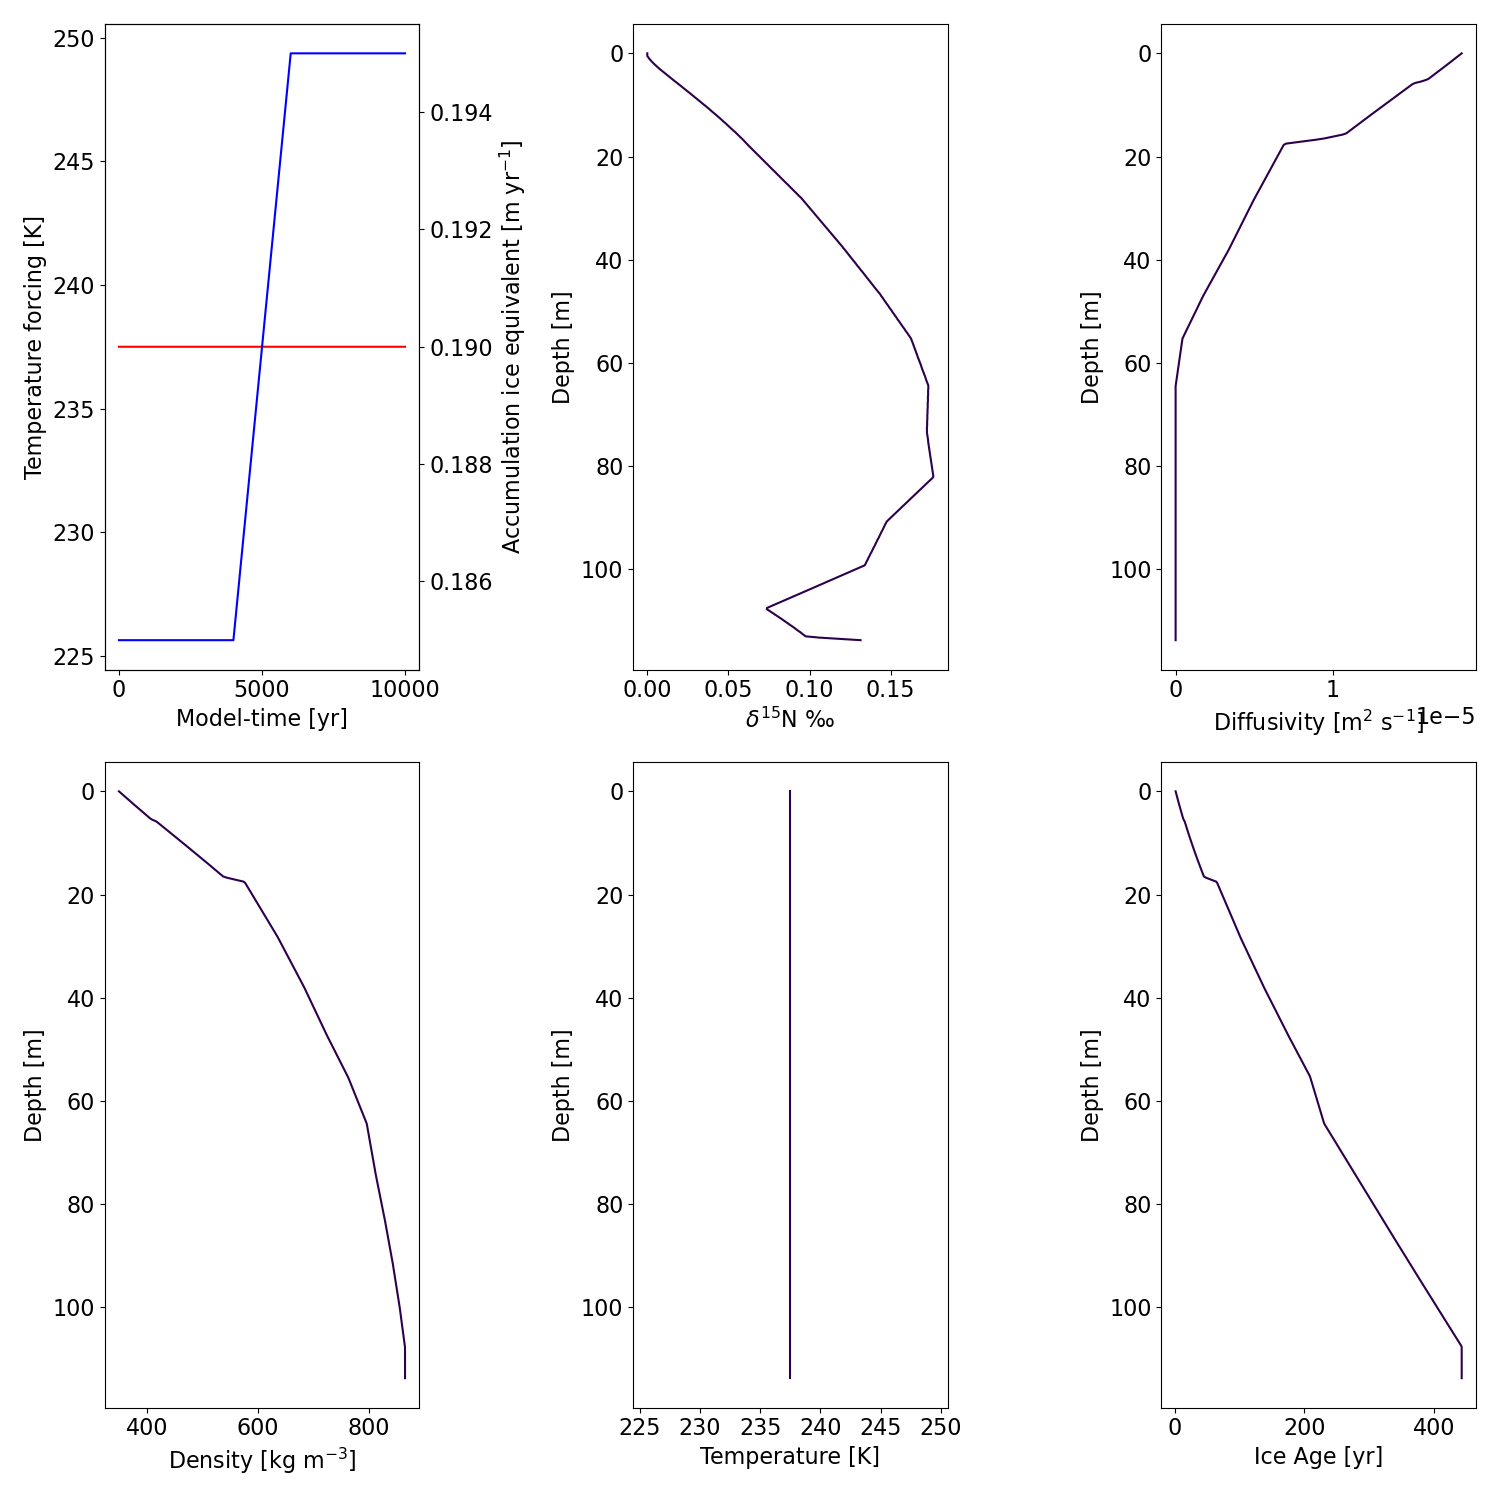 250
245
240
235
230
225
Temperature forcing [K]
0.194
0.192
0.190
0.188
0.186
Accumulation ice equivalent [m yr⁻¹]
0 5000 10000
Model-time [yr]
0
20
40
60
80
100
Depth [m]
0.00 0.05 0.10 0.15
δ¹⁵N ‰
0
20
40
60
80
100
Depth [m]
0 1
Diffusivity [m² s⁻¹]
1e−5
0
20
40
60
80
100
Depth [m]
400 600 800
Density [kg m⁻³]
0
20
40
60
80
100
Depth [m]
225 230 235 240 245 250
Temperature [K]
0
20
40
60
80
100
Depth [m]
0 200 400
Ice Age [yr]